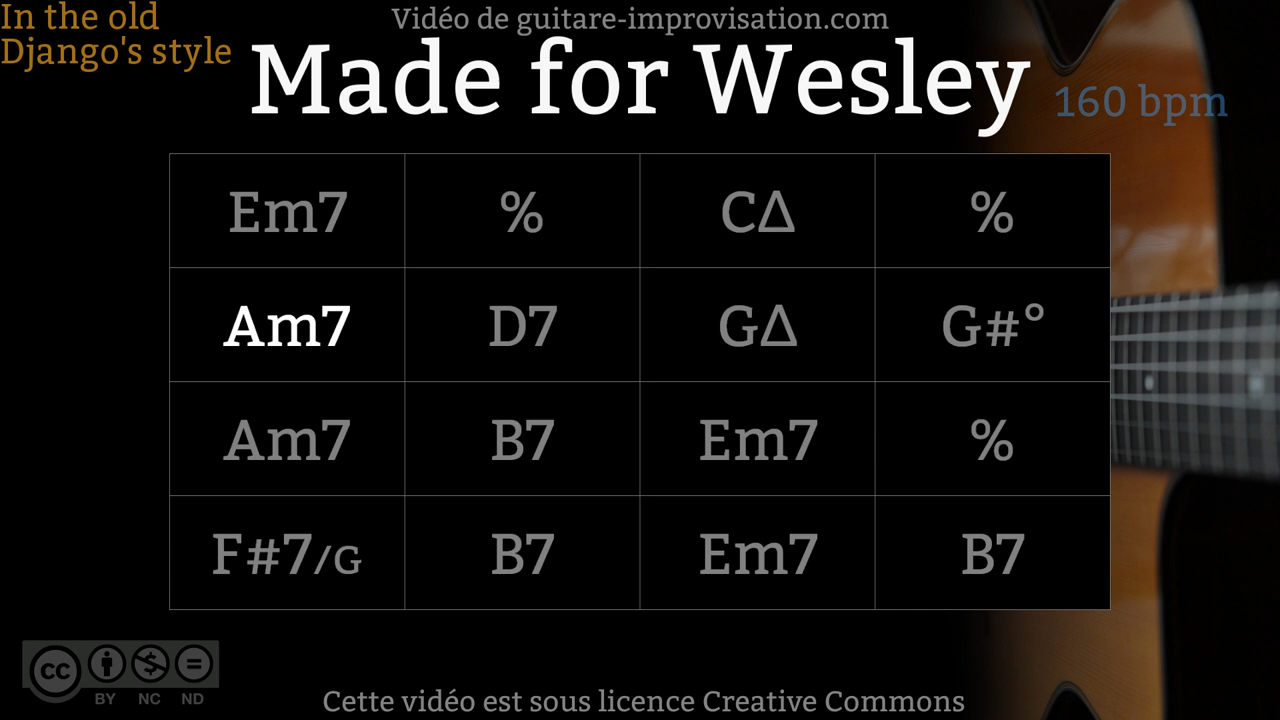 In the old
Django's style
Vidéo de guitare-improvisation.com
Made for Wesley
160 bpm
Em7 % CΔ %
Am7 D7 GΔ G#°
Am7 B7 Em7 %
F#7/G B7 Em7 B7
cc BY NC ND
Cette vidéo est sous licence Creative Commons